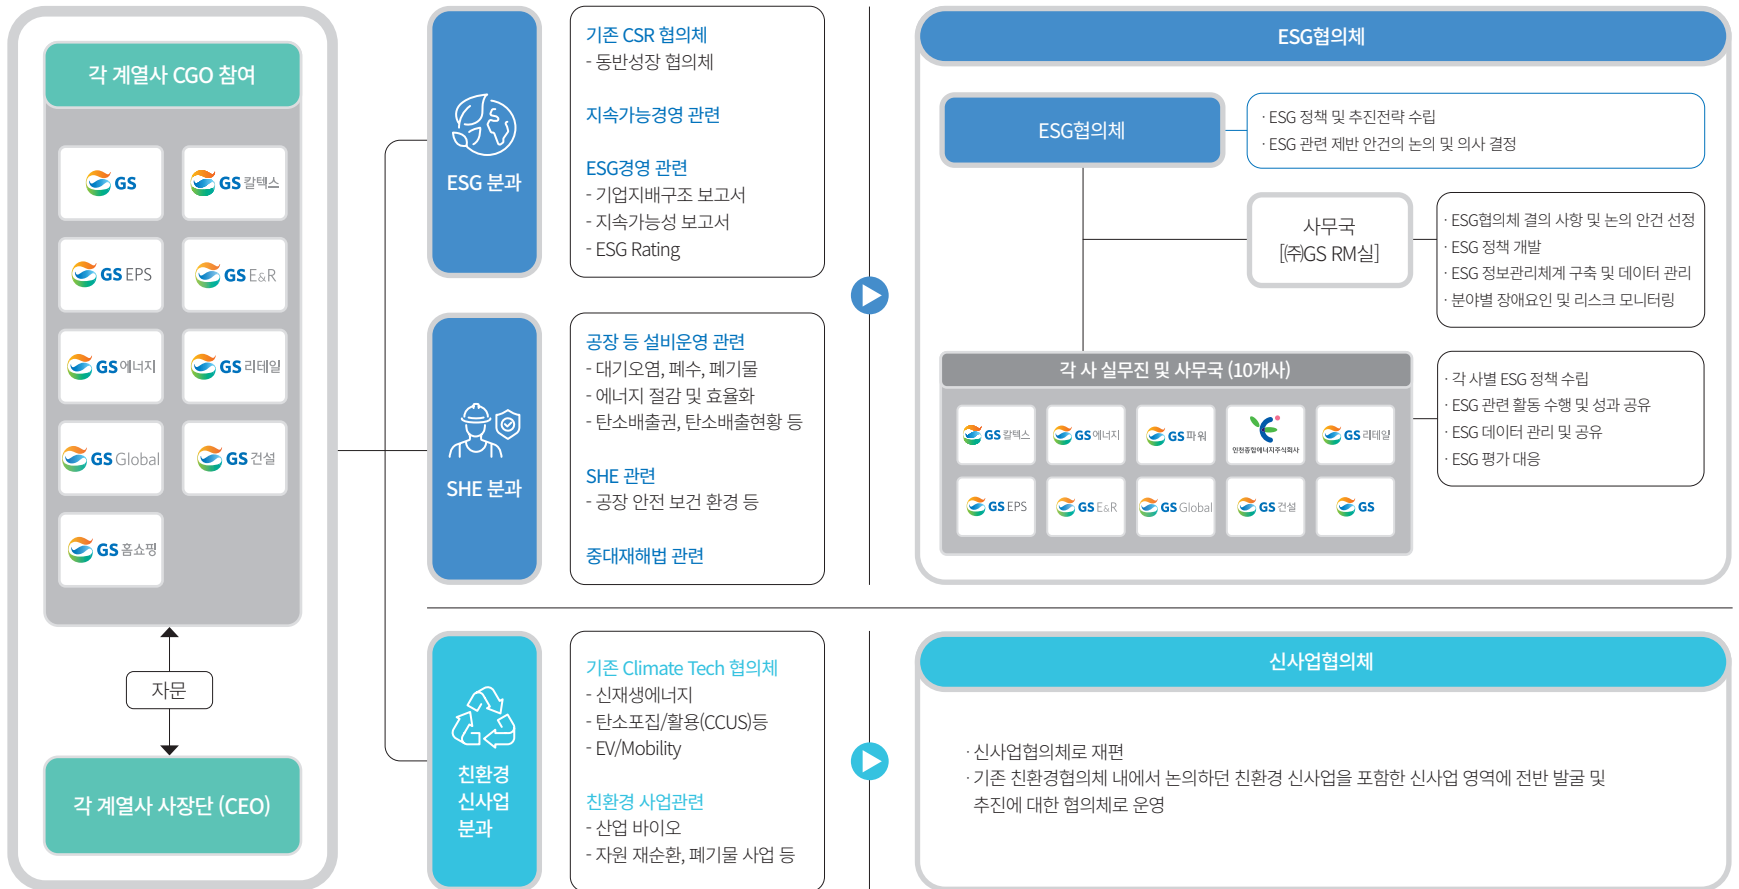 각 계열사 CGO 참여
GS
GS 칼텍스
GS EPS
GS E&R
GS 에너지
GS 리테일
GS Global
GS 건설
GS 홈쇼핑
자문
각 계열사 사장단 (CEO)
ESG 분과
기존 CSR 협의체
- 동반성장 협의체
지속가능경영 관련
ESG경영 관련
- 기업지배구조 보고서
- 지속가능성 보고서
- ESG Rating
SHE 분과
공장 등 설비운영 관련
- 대기오염, 폐수, 폐기물
- 에너지 절감 및 효율화
- 탄소배출권, 탄소배출현황 등
SHE 관련
- 공장 안전 보건 환경 등
중대재해법 관련
친환경
신사업
분과
기존 Climate Tech 협의체
- 신재생에너지
- 탄소포집/활용(CCUS)등
- EV/Mobility
친환경 사업관련
- 산업 바이오
- 자원 재순환, 폐기물 사업 등
ESG협의체
ESG협의체
· ESG 정책 및 추진전략 수립
· ESG 관련 제반 안건의 논의 및 의사 결정
사무국
[㈜GS RM실]
· ESG협의체 결의 사항 및 논의 안건 선정
· ESG 정책 개발
· ESG 정보관리체계 구축 및 데이터 관리
· 분야별 장애요인 및 리스크 모니터링
각 사 실무진 및 사무국 (10개사)
GS 칼텍스
GS 에너지
GS 파워
인천종합에너지주식회사
GS 리테일
GS EPS
GS E&R
GS Global
GS 건설
GS
· 각 사별 ESG 정책 수립
· ESG 관련 활동 수행 및 성과 공유
· ESG 데이터 관리 및 공유
· ESG 평가 대응
신사업협의체
· 신사업협의체로 재편
· 기존 친환경협의체 내에서 논의하던 친환경 신사업을 포함한 신사업 영역에 전반 발굴 및
추진에 대한 협의체로 운영